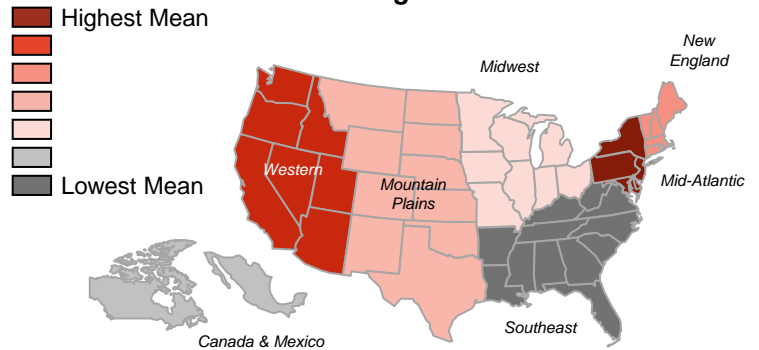 Highest Mean
New
England
Midwest
Western
Mountain
Plains
Mid-Atlantic
Lowest Mean
Southeast
Canada & Mexico